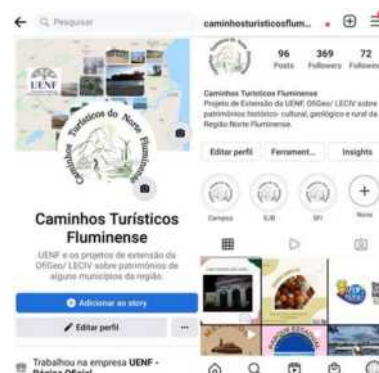 Pesquisar
UENF
Caminhos Turísticos do Norte Fluminense
Caminhos Turísticos
Fluminense
UENF e os projetos de extensão da
OfiGeo/ LECIV sobre patrimônios de
alguns municípios da região.
Adicionar ao story
Editar perfil
Trabalhou na empresa UENF -
Página Oficial
caminhosturisticosflum...
96 369 72
Posts Followers Following
Caminhos Turísticos Fluminense
Projeto de Extensão da UENF, OfiGeo/ LECIV sobre
patrimônios histórico- cultural, geológico e rural da
Região Norte Fluminense.
Editar perfil Ferrament... Insights
Campos SJB SFI Novo
PARQUE ESTADUAL